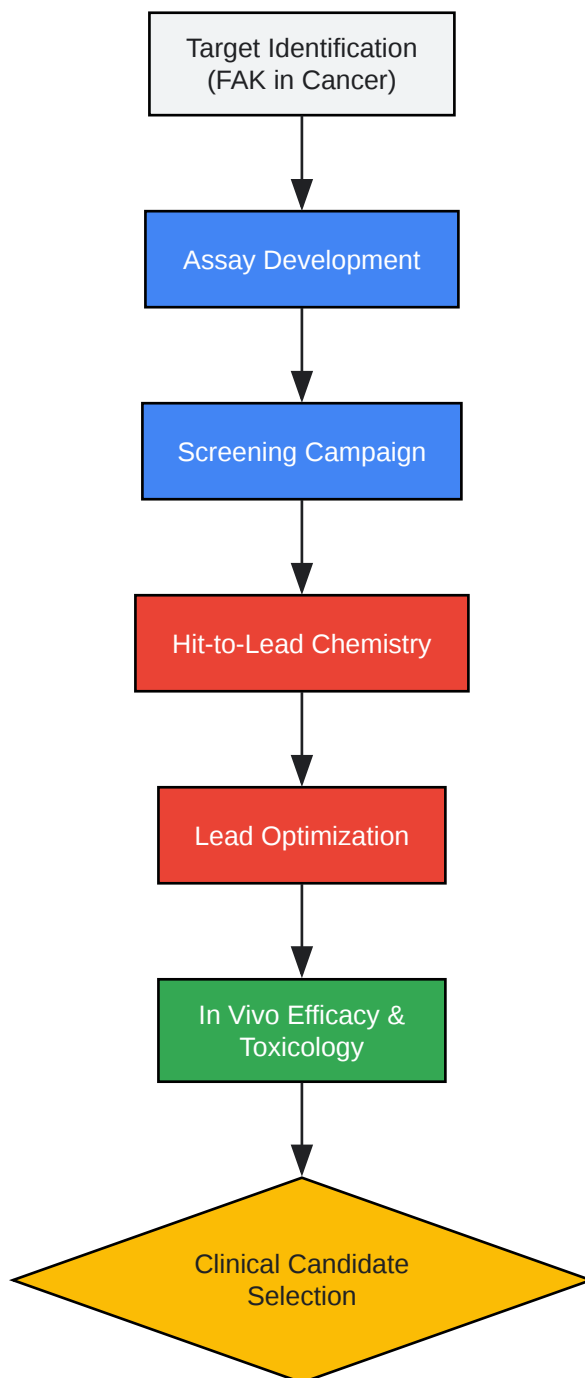 Target Identification
(FAK in Cancer)
Assay Development
Screening Campaign
Hit-to-Lead Chemistry
Lead Optimization
In Vivo Efficacy &
Toxicology
Clinical Candidate
Selection